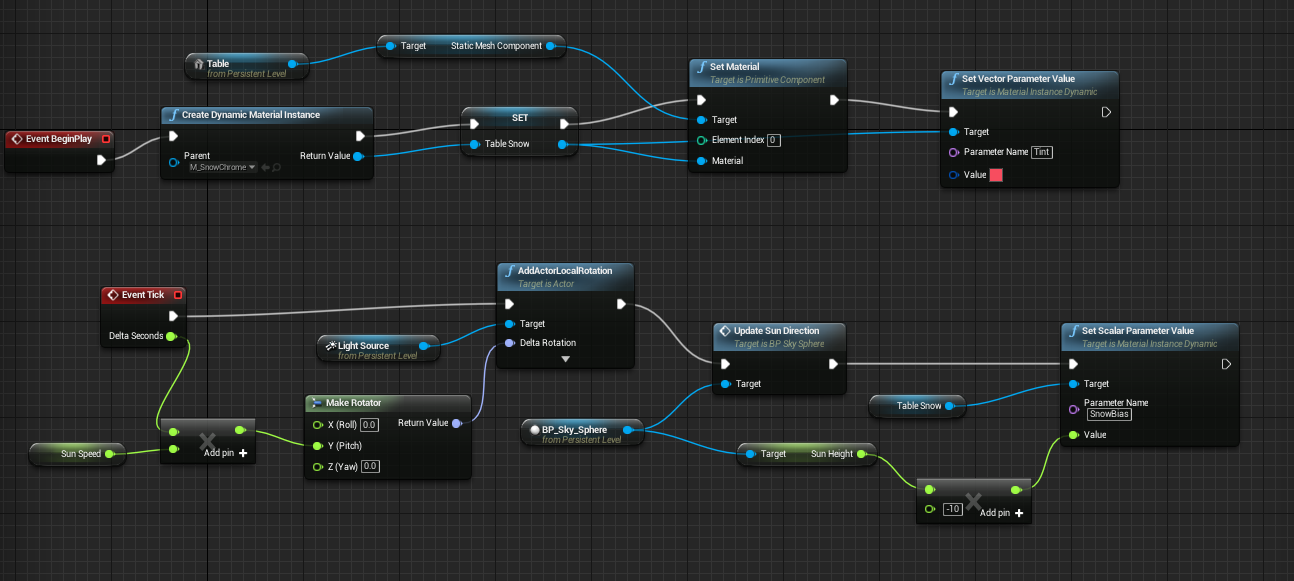 Table
from Persistent Level
Target
Static Mesh Component
Event BeginPlay
Create Dynamic Material Instance
Parent
M_SnowChrome
Return Value
SET
Table Snow
Set Material
Target is Primitive Component
Target
Element Index 0
Material
Set Vector Parameter Value
Target is Material Instance Dynamic
Target
Parameter Name Tint
Value
Event Tick
Delta Seconds
Sun Speed
Add pin
Light Source
from Persistent Level
Make Rotator
X (Roll) 0.0
Return Value
Y (Pitch)
Z (Yaw) 0.0
AddActorLocalRotation
Target is Actor
Target
Delta Rotation
BP_Sky_Sphere
from Persistent Level
Update Sun Direction
Target is BP Sky Sphere
Target
Target
Sun Height
Table Snow
-10
Add pin
Set Scalar Parameter Value
Target is Material Instance Dynamic
Target
Parameter Name
SnowBias
Value